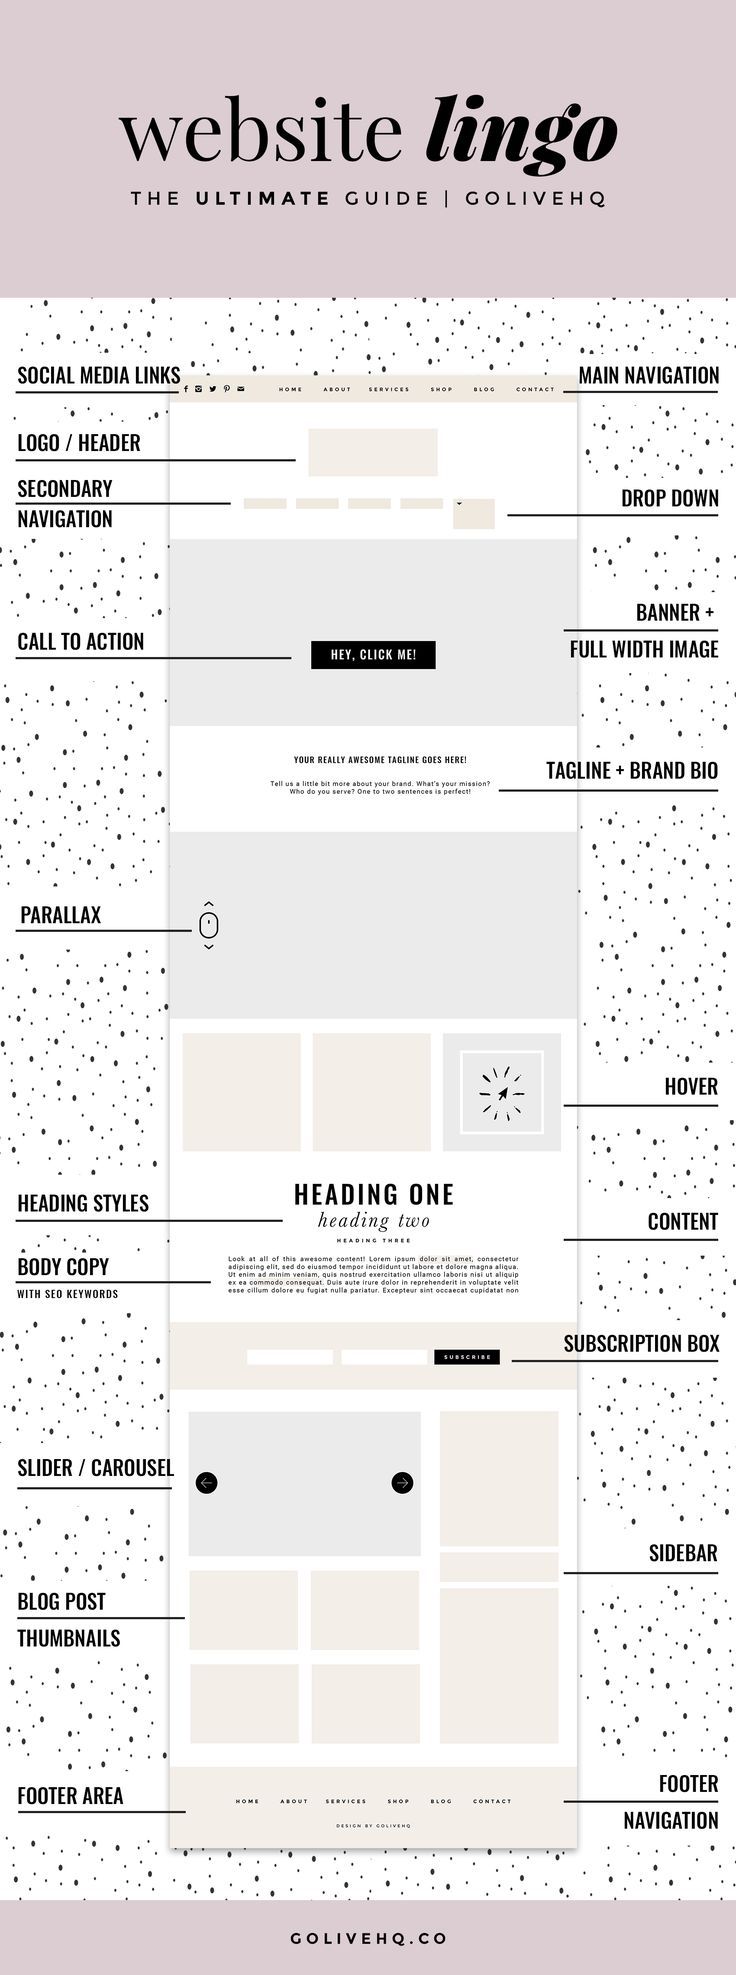 website lingo
THE ULTIMATE GUIDE | GOLIVEHQ
SOCIAL MEDIA LINKS
HOME ABOUT SERVICES SHOP BLOG CONTACT
MAIN NAVIGATION
LOGO / HEADER
SECONDARY
NAVIGATION
DROP DOWN
BANNER +
FULL WIDTH IMAGE
CALL TO ACTION
HEY, CLICK ME!
YOUR REALLY AWESOME TAGLINE GOES HERE!
Tell us a little bit more about your brand. What's your mission?
Who do you serve? One to two sentences is perfect!
TAGLINE + BRAND BIO
PARALLAX
HOVER
HEADING STYLES
HEADING ONE
heading two
HEADING THREE
CONTENT
BODY COPY
WITH SEO KEYWORDS
Look at all of this awesome content! Lorem ipsum dolor sit amet, consectetur
adipiscing elit, sed do eiusmod tempor incididunt ut labore et dolore magna aliqua.
Ut enim ad minim veniam, quis nostrud exercitation ullamco laboris nisi ut aliquip
ex ea commodo consequat. Duis aute irure dolor in reprehenderit in voluptate velit
esse cillum dolore eu fugiat nulla pariatur. Excepteur sint occaecat cupidatat non
SUBSCRIBE
SUBSCRIPTION BOX
SLIDER / CAROUSEL
SIDEBAR
BLOG POST
THUMBNAILS
FOOTER AREA
HOME ABOUT SERVICES SHOP BLOG CONTACT
DESIGN BY GOLIVEHQ
FOOTER
NAVIGATION
GOLIVEHQ.CO